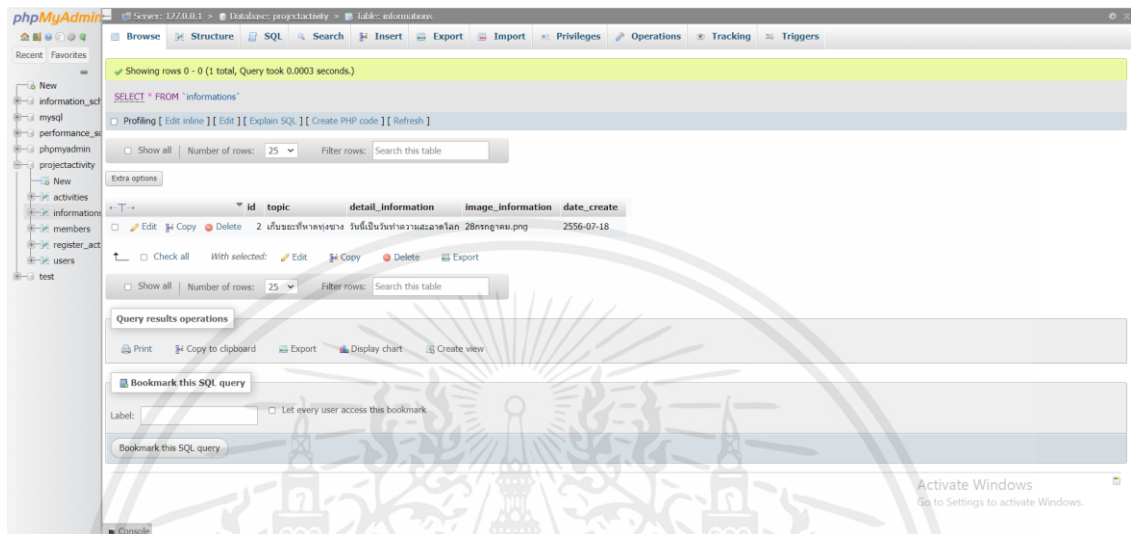 phpMyAdmin
Recent Favorites
New
information_sch
mysql
performance_sc
phpmyadmin
projectactivity
New
activities
informations
members
register_act
users
test
Server: 127.0.0.1 » Database: projectactivity » Table: informations
Browse Structure SQL Search Insert Export Import Privileges Operations Tracking Triggers
Showing rows 0 - 0 (1 total, Query took 0.0003 seconds.)
SELECT * FROM `informations`
Profiling [ Edit inline ] [ Edit ] [ Explain SQL ] [ Create PHP code ] [ Refresh ]
Show all Number of rows: 25 Filter rows: Search this table
Extra options
←T→ id topic detail_information image_information date_create
Edit Copy Delete 2 เก็บขยะที่หาดทุ่งซาง วันนี้เป็นวันทำความสะอาดโลก 28กรกฎาคม.png 2556-07-18
Check all With selected: Edit Copy Delete Export
Show all Number of rows: 25 Filter rows: Search this table
Query results operations
Print Copy to clipboard Export Display chart Create view
Bookmark this SQL query
Label: Let every user access this bookmark
Bookmark this SQL query
Activate Windows
Go to Settings to activate Windows.
Console